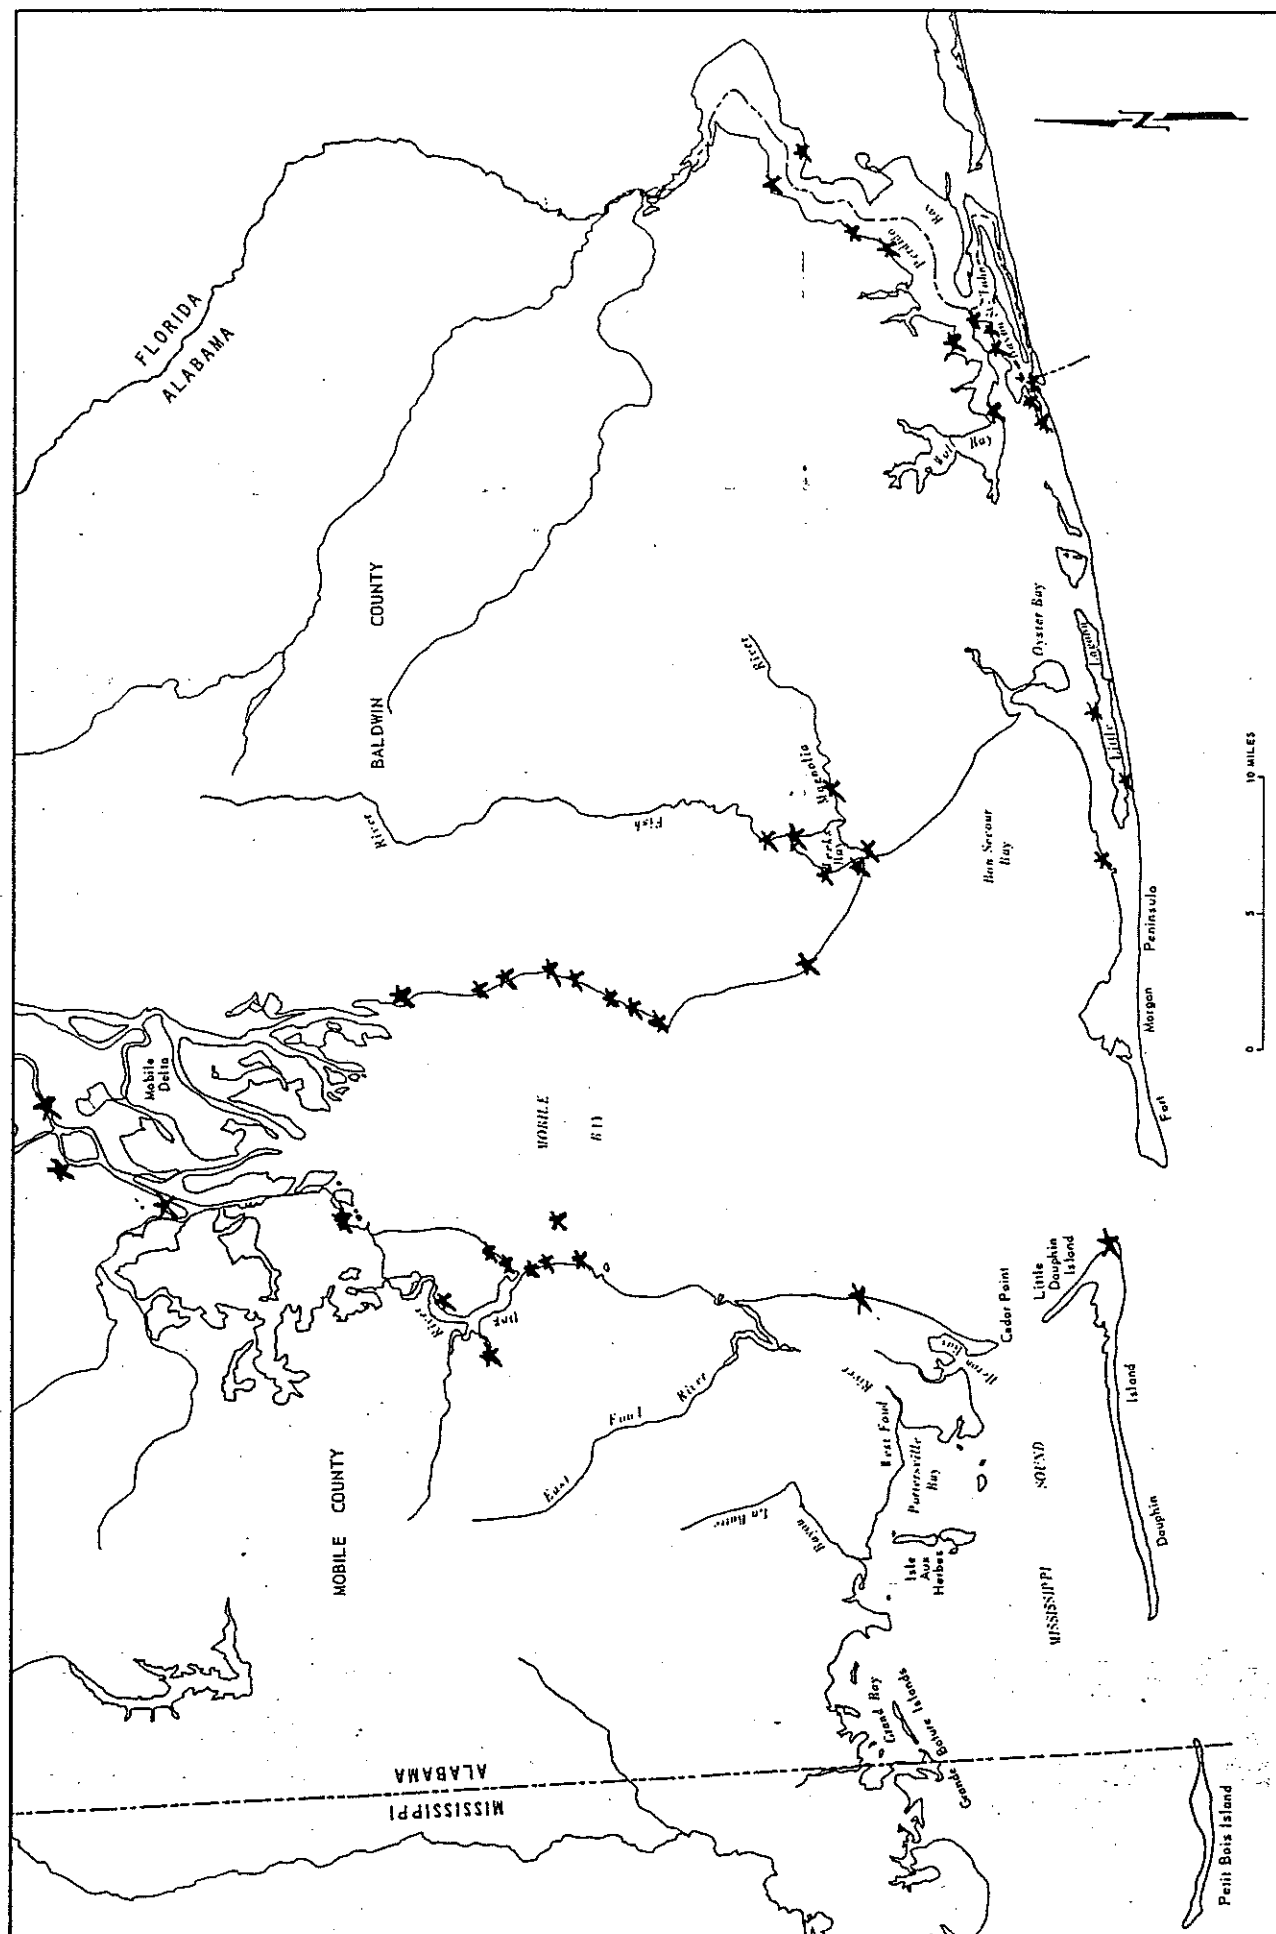 FLORIDA
ALABAMA
BALDWIN COUNTY
MOBILE COUNTY
ALABAMA
MISSISSIPPI
Mobile
Delta
MOBILE
River
Fish
Magnolia
River
Bay
Bon Secour
Bay
Oyster Bay
Little
Lagoon
Perdido
Bay
Bay
Fort
Morgan
Peninsula
0 5 10 MILES
N
River
East
Fowl
River
West Fowl
River
Bayou
La Batre
Bay
Isle
Aux
Herbes
Cedar Point
Little
Dauphin
Island
Dauphin
Island
MISSISSIPPI
SOUND
Grand Bay
Grande Batture Islands
Petit Bois Island